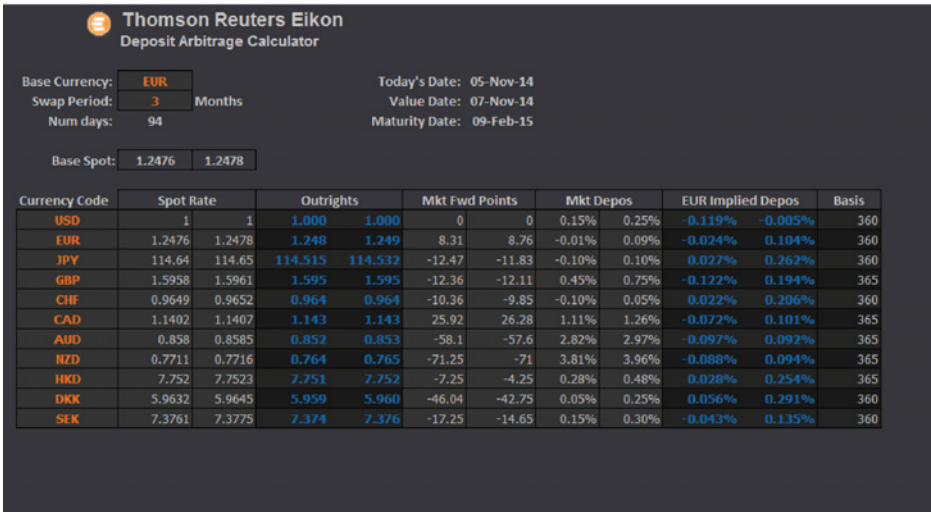 Thomson Reuters Eikon
Deposit Arbitrage Calculator
Base Currency: EUR Today's Date: 05-Nov-14
Swap Period: 3 Months Value Date: 07-Nov-14
Num days: 94 Maturity Date: 09-Feb-15
Base Spot: 1.2476 1.2478
Currency Code Spot Rate Outrights Mkt Fwd Points Mkt Depos EUR Implied Depos Basis
USD 1 1 1.000 1.000 0 0 0.15% 0.25% -0.119% -0.005% 360
EUR 1.2476 1.2478 1.248 1.249 8.31 8.76 -0.01% 0.09% -0.024% 0.104% 360
JPY 114.64 114.65 114.515 114.532 -12.47 -11.83 -0.10% 0.10% 0.027% 0.262% 360
GBP 1.5958 1.5961 1.595 1.595 -12.36 -12.11 0.45% 0.75% -0.122% 0.194% 365
CHF 0.9649 0.9652 0.964 0.964 -10.36 -9.85 -0.10% 0.05% 0.022% 0.206% 360
CAD 1.1402 1.1407 1.143 1.143 25.92 26.28 1.11% 1.26% -0.072% 0.101% 365
AUD 0.858 0.8585 0.852 0.853 -58.1 -57.6 2.82% 2.97% -0.097% 0.092% 365
NZD 0.7711 0.7716 0.764 0.765 -71.25 -71 3.81% 3.96% -0.088% 0.094% 365
HKD 7.752 7.7523 7.751 7.752 -7.25 -4.25 0.28% 0.48% 0.028% 0.254% 365
DKK 5.9632 5.9645 5.959 5.960 -46.04 -42.75 0.05% 0.25% 0.056% 0.291% 360
SEK 7.3761 7.3775 7.374 7.376 -17.25 -14.65 0.15% 0.30% -0.043% 0.135% 360